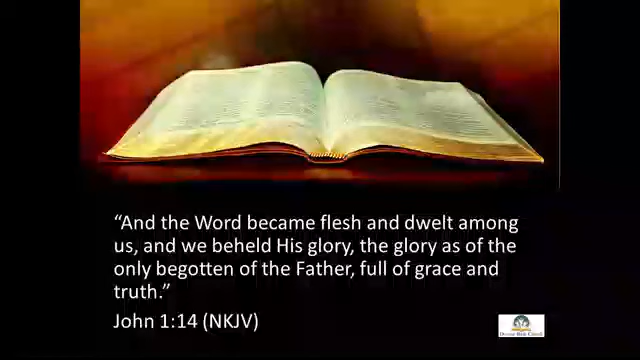 “And the Word became flesh and dwelt among
us, and we beheld His glory, the glory as of the
only begotten of the Father, full of grace and
truth.”
John 1:14 (NKJV)